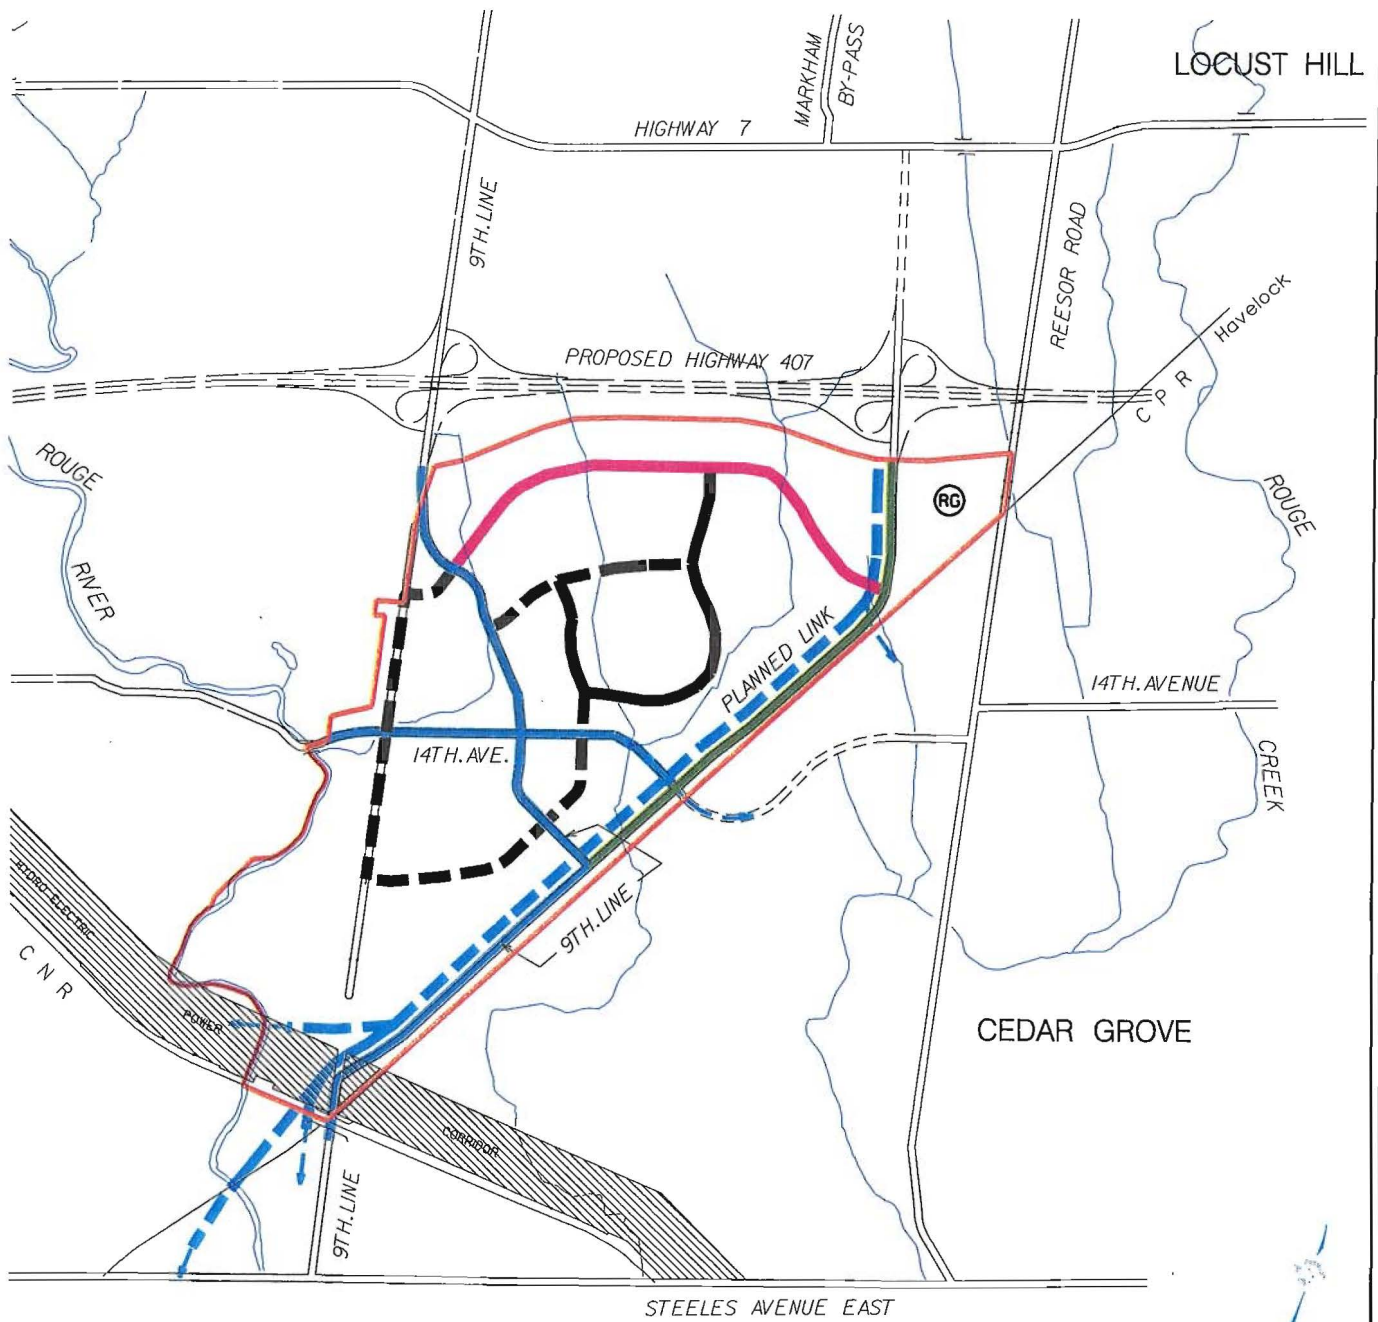 LOCUST HILL
MARKHAM
BY-PASS
HIGHWAY 7
9TH.LINE
REESOR ROAD
Havelock
PROPOSED HIGHWAY 407
C P R
ROUGE
RG
ROUGE
RIVER
PLANNED LINK
14TH.AVENUE
14TH.AVE.
CREEK
HYDRO-ELECTRIC
9TH.LINE
C N R
POWER
CEDAR GROVE
CORRIDOR
9TH.LINE
STEELES AVENUE EAST